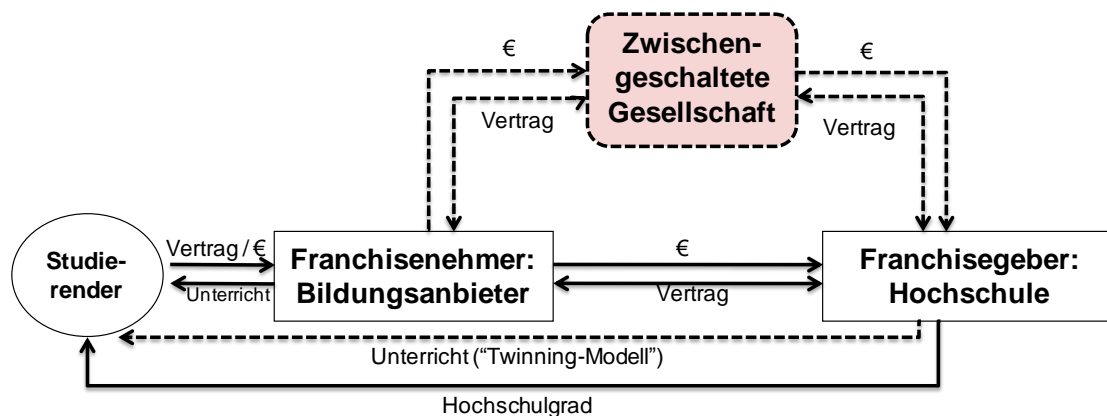 €
Zwischen-
geschaltete
Gesellschaft
€
Vertrag
Vertrag
Studie-
render
Vertrag / €
Unterricht
Franchisenehmer:
Bildungsanbieter
€
Vertrag
Franchisegeber:
Hochschule
Unterricht (“Twinning-Modell”)
Hochschulgrad